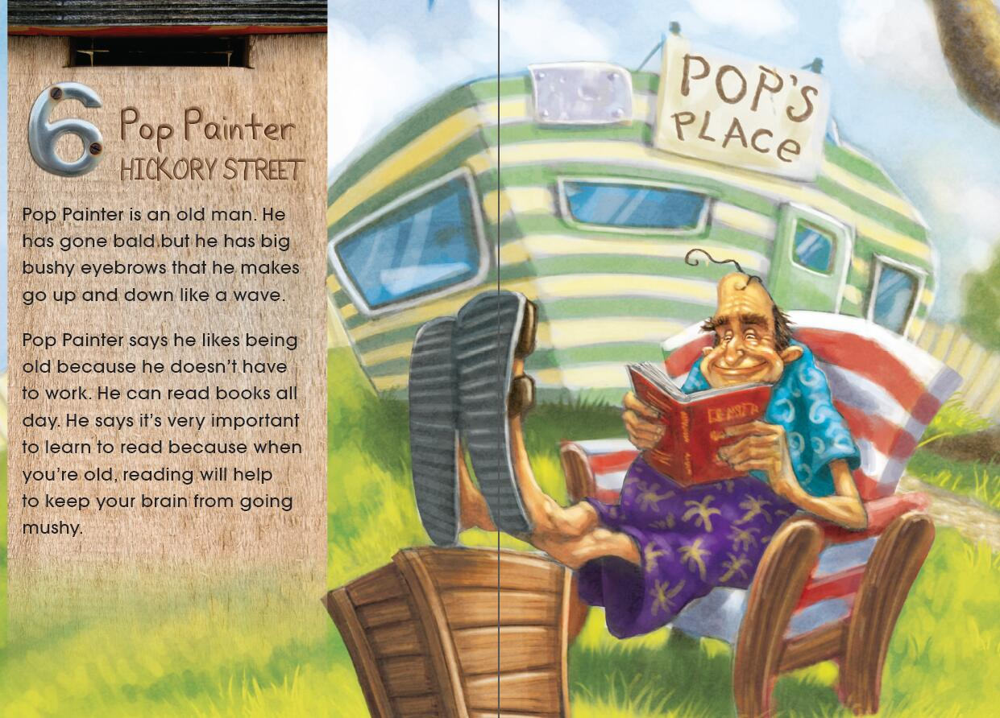 6
Pop Painter
HICKORY STREET
Pop Painter is an old man. He
has gone bald but he has big
bushy eyebrows that he makes
go up and down like a wave.
Pop Painter says he likes being
old because he doesn't have
to work. He can read books all
day. He says it's very important
to learn to read because when
you're old, reading will help
to keep your brain from going
mushy.
POP'S
PLACe